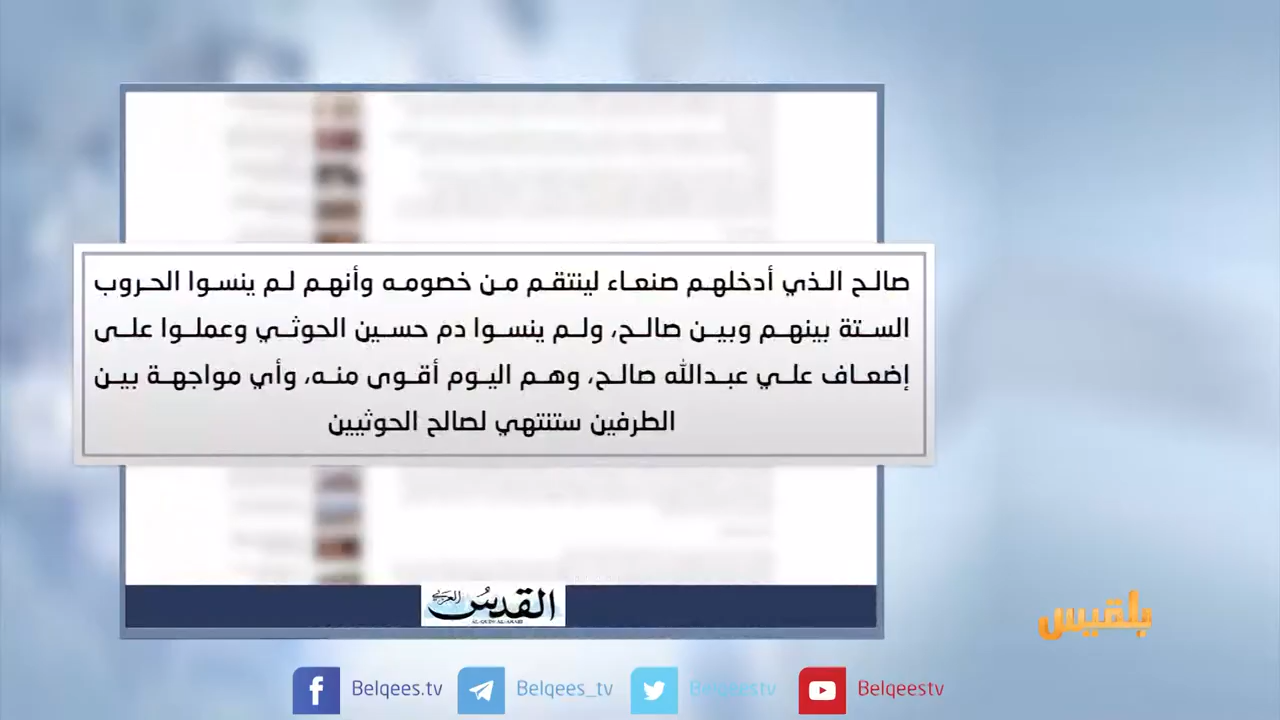 صالح الذي أدخلهم صنعاء لينتقم من خصومه وأنهم لم ينسوا الحروب
الستة بينهم وبين صالح، ولم ينسوا دم حسين الحوثي وعملوا على
إضعاف علي عبدالله صالح، وهم اليوم أقوى منه، وأي مواجهة بين
الطرفين ستنتهي لصالح الحوثيين
القدس العربي
AL-QUDS AL-ARABI
بلقيس
Belqees.tv Belqees_tv Belqeestv Belqeestv